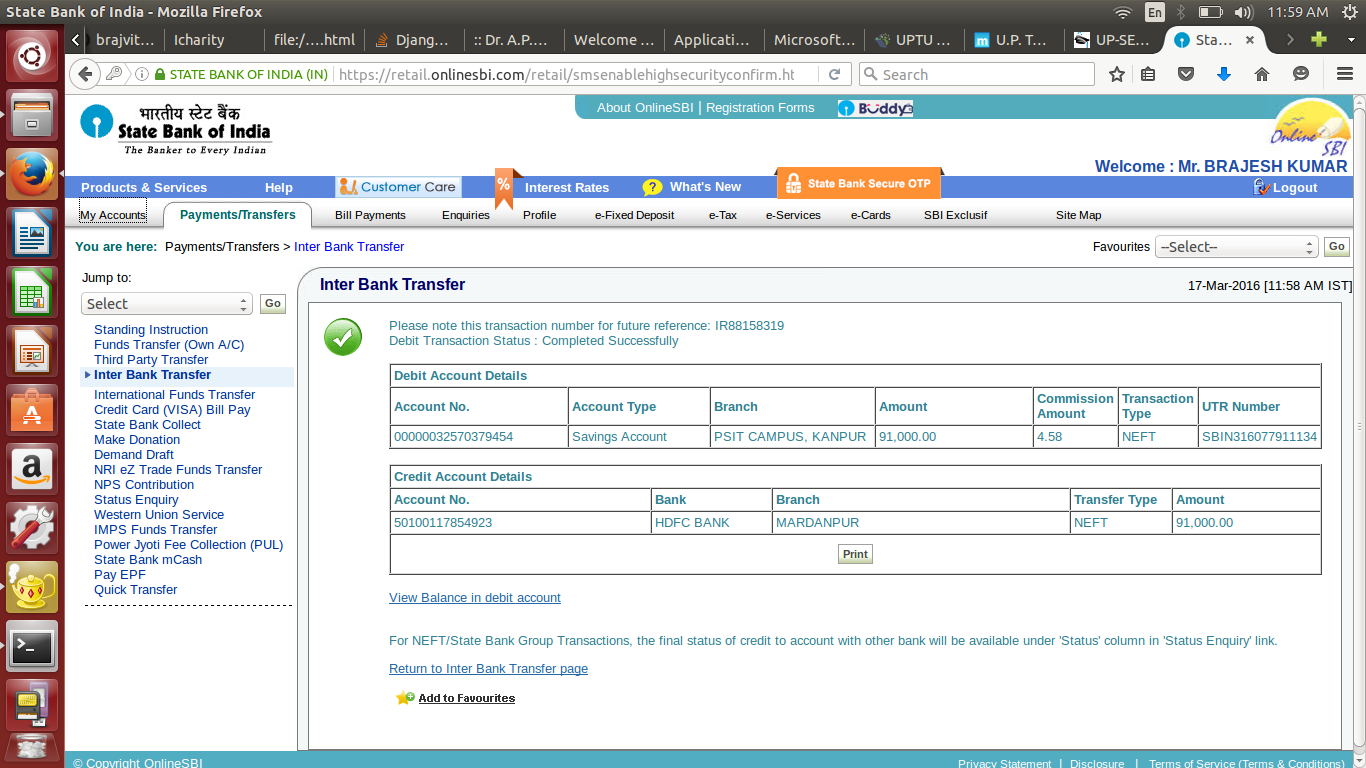 State Bank of India - Mozilla Firefox
En
11:59 AM
brajvit...
Icharity
file:/....html
Djang...
:: Dr. A.P....
Welcome ...
Applicati...
Microsoft...
UPTU ...
U.P. T...
UP-SE...
Sta...
STATE BANK OF INDIA (IN)
https://retail.onlinesbi.com/retail/smsenablehighsecurityconfirm.ht
Search
भारतीय स्टेट बैंक
State Bank of India
The Banker to Every Indian
About OnlineSBI | Registration Forms
Buddy
Online SBI
Welcome : Mr. BRAJESH KUMAR
Products & Services
Help
Customer Care
%
Interest Rates
? What's New
State Bank Secure OTP
Logout
My Accounts
Payments/Transfers
Bill Payments
Enquiries
Profile
e-Fixed Deposit
e-Tax
e-Services
e-Cards
SBI Exclusif
Site Map
You are here: Payments/Transfers > Inter Bank Transfer
Favourites --Select-- Go
Jump to:
Select Go
Standing Instruction
Funds Transfer (Own A/C)
Third Party Transfer
Inter Bank Transfer
International Funds Transfer
Credit Card (VISA) Bill Pay
State Bank Collect
Make Donation
Demand Draft
NRI eZ Trade Funds Transfer
NPS Contribution
Status Enquiry
Western Union Service
IMPS Funds Transfer
Power Jyoti Fee Collection (PUL)
State Bank mCash
Pay EPF
Quick Transfer
Inter Bank Transfer
17-Mar-2016 [11:58 AM IST]
Please note this transaction number for future reference: IR88158319
Debit Transaction Status : Completed Successfully
Debit Account Details
Account No. Account Type Branch Amount Commission Amount Transaction Type UTR Number
00000032570379454 Savings Account PSIT CAMPUS, KANPUR 91,000.00 4.58 NEFT SBIN316077911134
Credit Account Details
Account No. Bank Branch Transfer Type Amount
50100117854923 HDFC BANK MARDANPUR NEFT 91,000.00
Print
View Balance in debit account
For NEFT/State Bank Group Transactions, the final status of credit to account with other bank will be available under 'Status' column in 'Status Enquiry' link.
Return to Inter Bank Transfer page
Add to Favourites
© Copyright OnlineSBI
Privacy Statement | Disclosure | Terms of Service (Terms & Conditions)